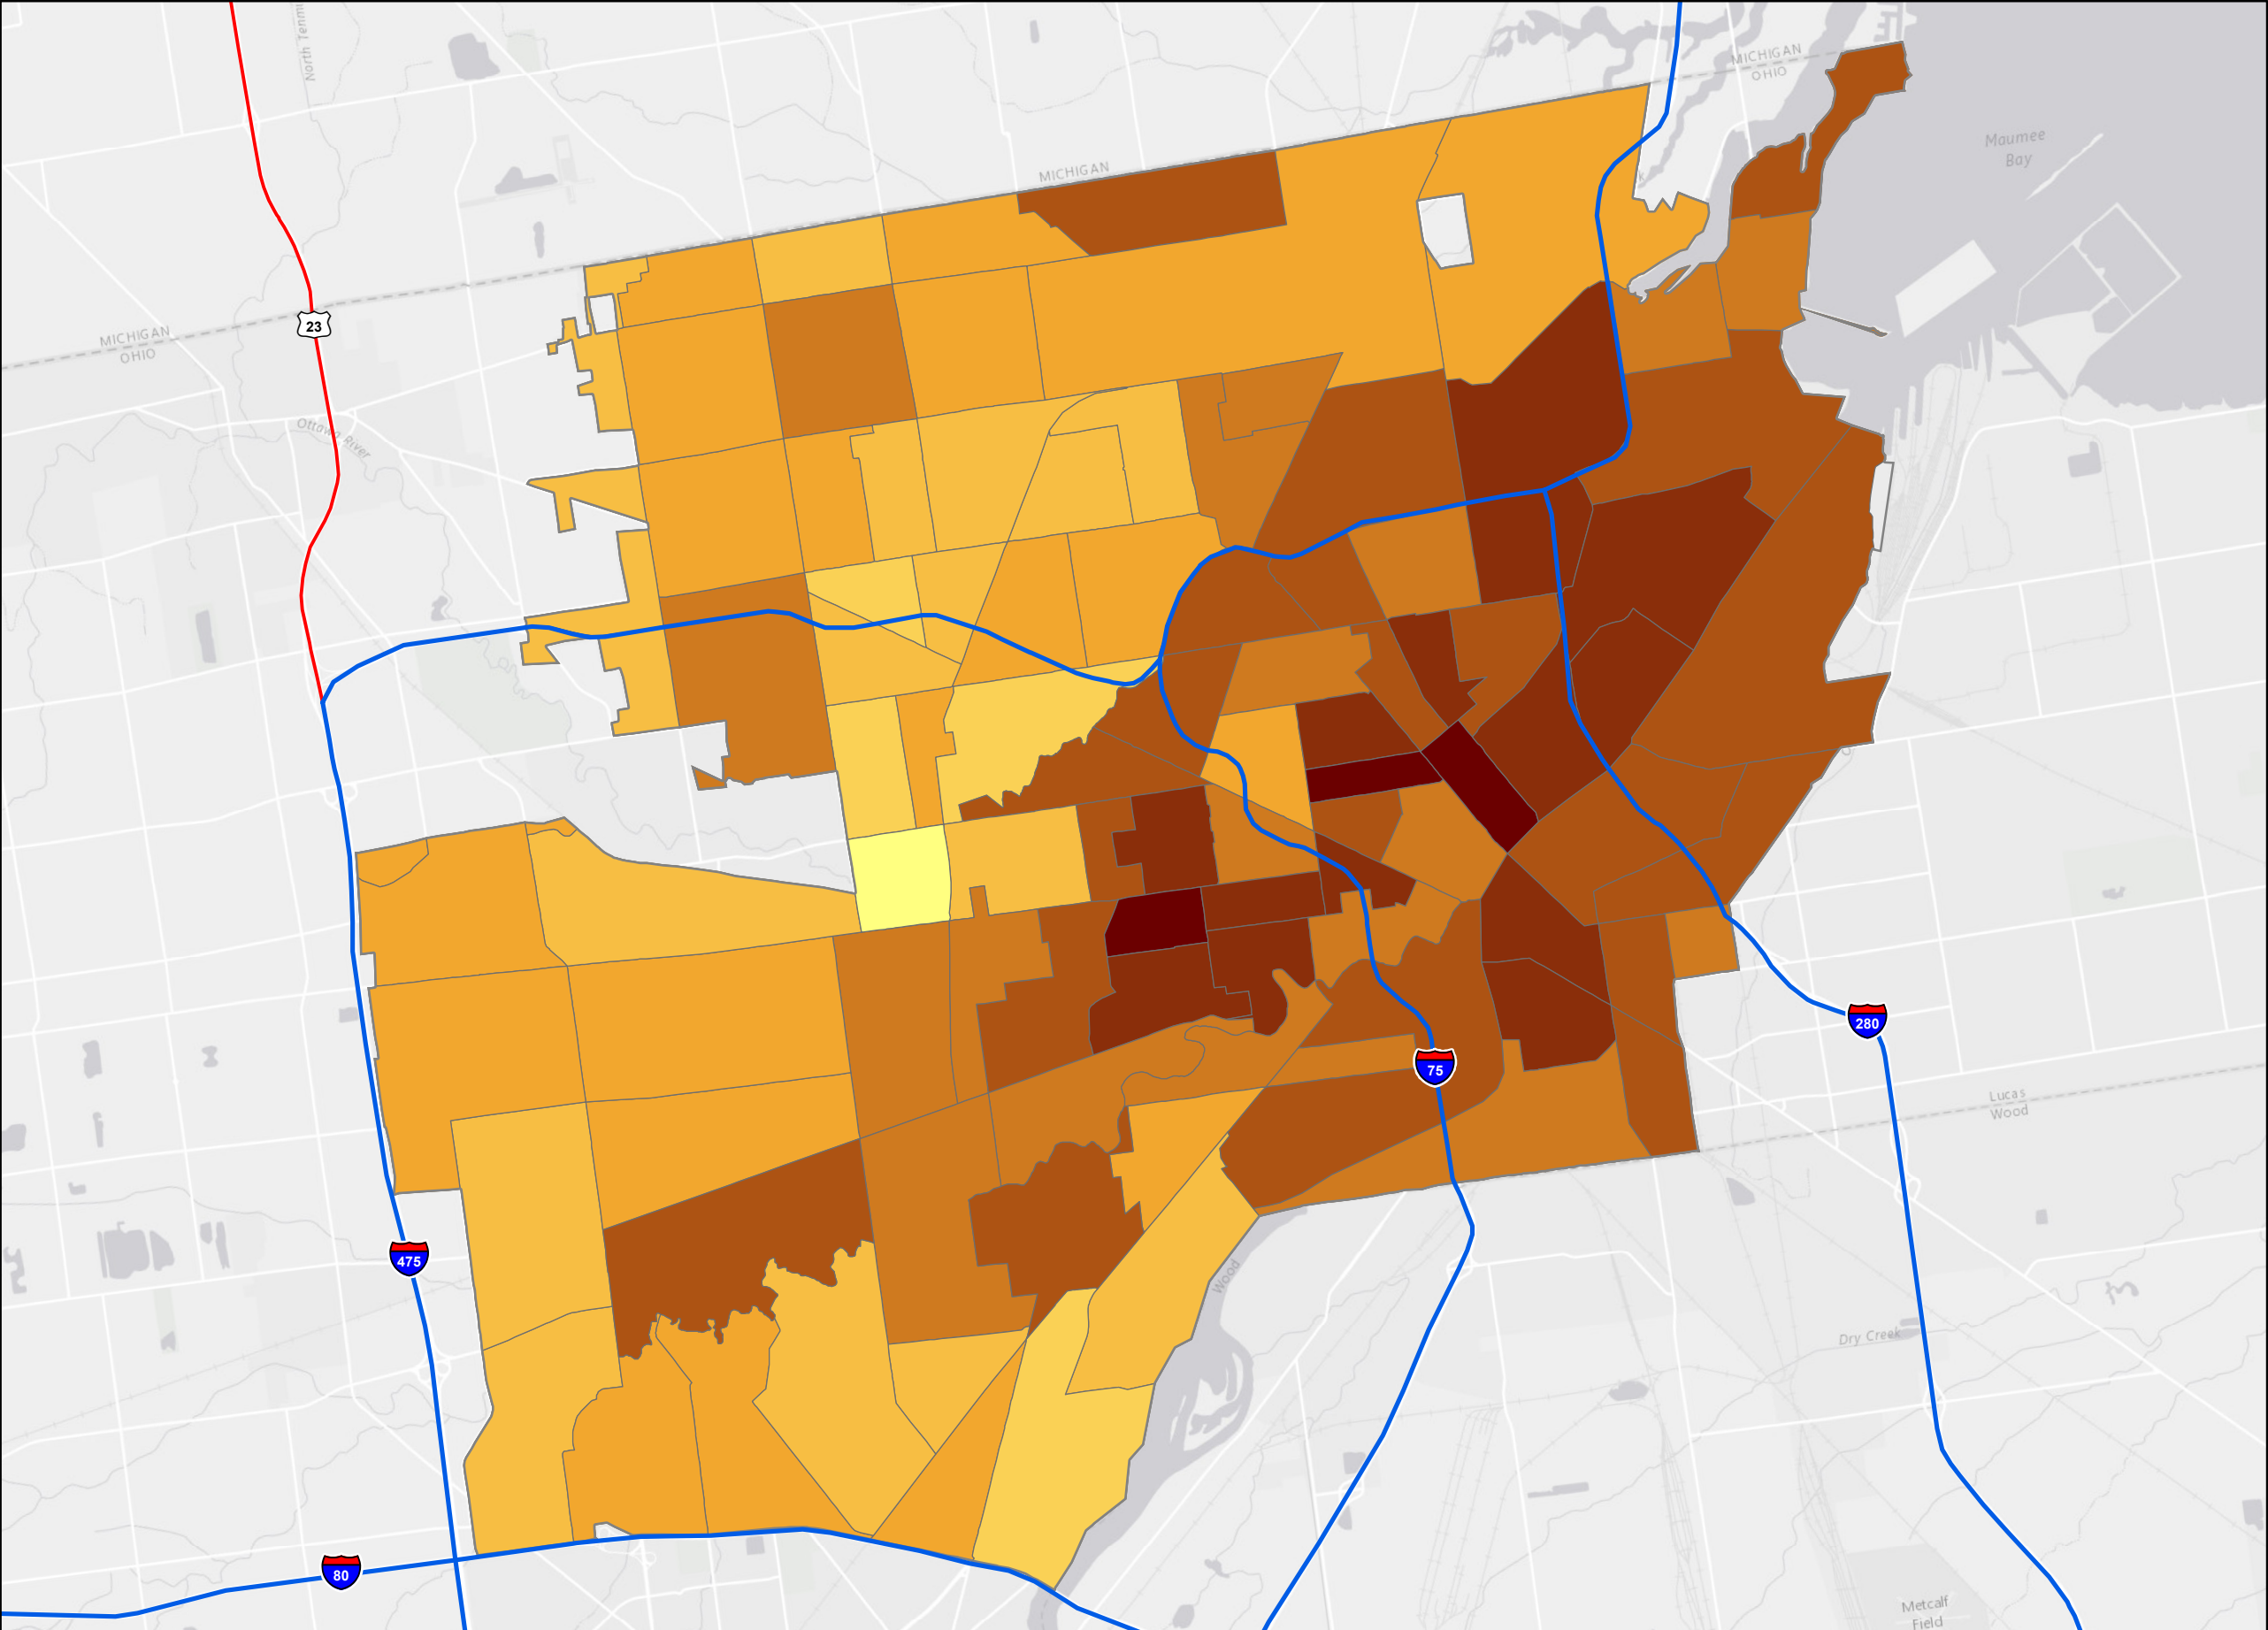 North Tenmi
MICHIGAN
OHIO
Maumee
Bay
MICHIGAN
23
MICHIGAN
OHIO
Ottawa River
280
75
Lucas
Wood
475
Wood
Dry Creek
80
Metcalf
Field